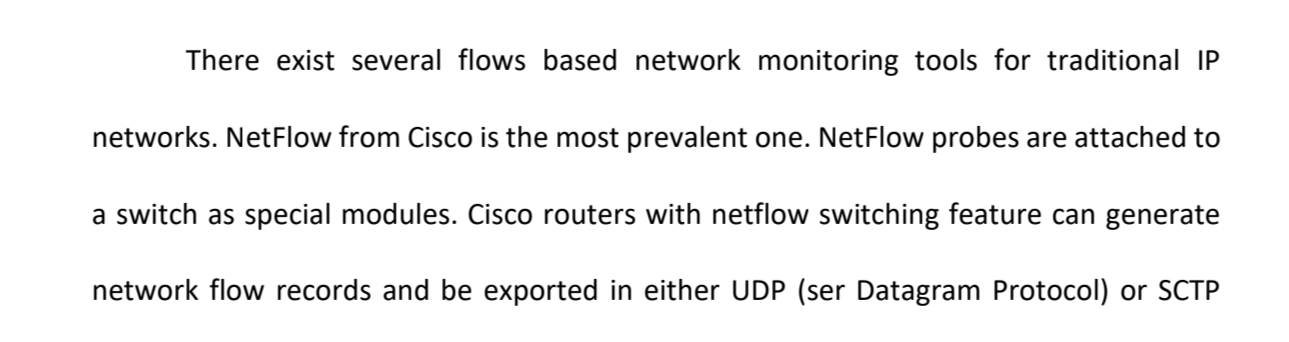 There exist several flows based network monitoring tools for traditional IP
networks. NetFlow from Cisco is the most prevalent one. NetFlow probes are attached to
a switch as special modules. Cisco routers with netflow switching feature can generate
network flow records and be exported in either UDP (ser Datagram Protocol) or SCTP